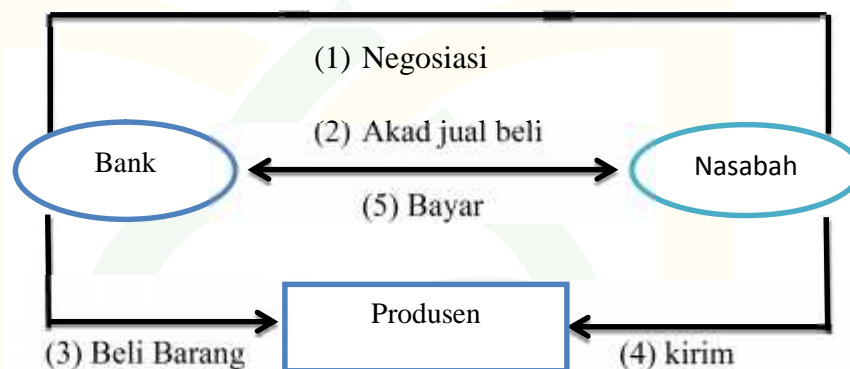 (1) Negosiasi
(2) Akad jual beli
Bank
Nasabah
(5) Bayar
Produsen
(3) Beli Barang
(4) kirim